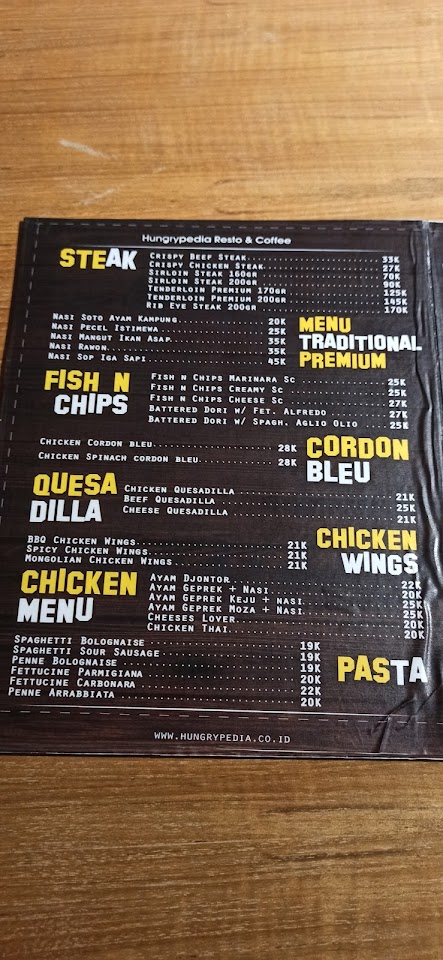 Hungrypedia Resto & Coffee
STEAK
CRISPY BEEF STEAK 33K
CRISPY CHICKEN STEAK 27K
SIRLOIN STEAK 160GR 70K
SIRLOIN STEAK 200GR 90K
TENDERLOIN PREMIUM 170GR 125K
TENDERLOIN PREMIUM 200GR 145K
RIB EYE STEAK 200GR 170K
MENU
TRADITIONAL
PREMIUM
NASI SOTO AYAM KAMPUNG 20K
NASI PECEL ISTIMEWA 25K
NASI MANGUT IKAN ASAP 35K
NASI RAWON 35K
NASI SOP IGA SAPI 45K
FISH N
CHIPS
FISH N CHIPS MARINARA SC 25K
FISH N CHIPS CREAMY SC 25K
FISH N CHIPS CHEESE SC 27K
BATTERED DORI W/ FET. ALFREDO 27K
BATTERED DORI W/ SPAGH. AGLIO OLIO 25K
CORDON
BLEU
CHICKEN CORDON BLEU 28K
CHICKEN SPINACH CORDON BLEU 28K
QUESA
DILLA
CHICKEN QUESADILLA 21K
BEEF QUESADILLA 25K
CHEESE QUESADILLA 21K
CHICKEN
WINGS
BBQ CHICKEN WINGS 21K
SPICY CHICKEN WINGS 21K
MONGOLIAN CHICKEN WINGS 21K
CHICKEN
MENU
AYAM DJONTOR 22K
AYAM GEPREK + NASI 20K
AYAM GEPREK KEJU + NASI 25K
AYAM GEPREK MOZA + NASI 25K
CHEESES LOVER 20K
CHICKEN THAI 20K
PASTA
SPAGHETTI BOLOGNAISE 19K
SPAGHETTI SOUR SAUSAGE 19K
PENNE BOLOGNAISE 19K
FETTUCINE PARMIGIANA 20K
FETTUCINE CARBONARA 22K
PENNE ARRABBIATA 20K
WWW.HUNGRYPEDIA.CO.ID